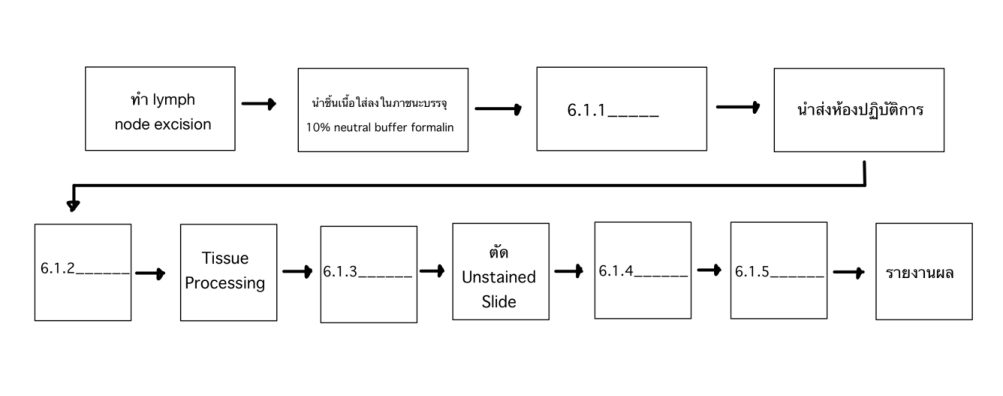 ทำ lymph
node excision
นำชิ้นเนื้อใส่ลงในภาชนะบรรจุ
10% neutral buffer formalin
6.1.1_____
นำส่งห้องปฏิบัติการ
6.1.2______
Tissue
Processing
6.1.3______
ตัด
Unstained
Slide
6.1.4______
6.1.5______
รายงานผล